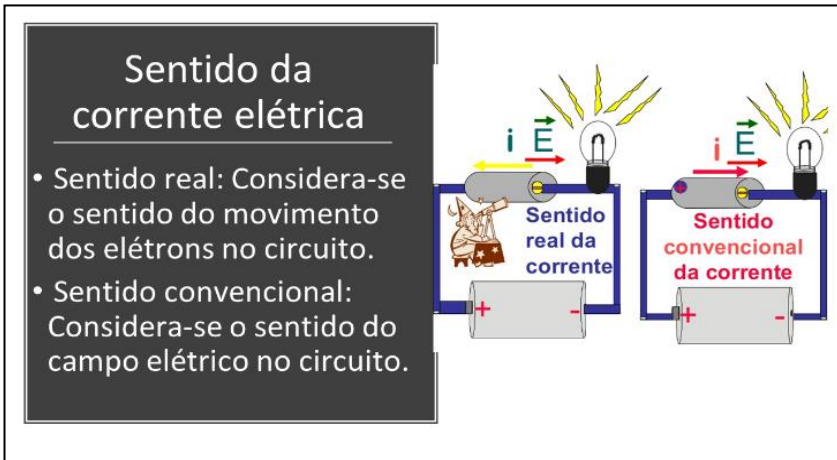 Sentido da
corrente elétrica
• Sentido real: Considera-se
o sentido do movimento
dos elétrons no circuito.
• Sentido convencional:
Considera-se o sentido do
campo elétrico no circuito.
i E
-
Sentido
real da
corrente
+ -
i E
+ -
Sentido
convencional
da corrente
+ -